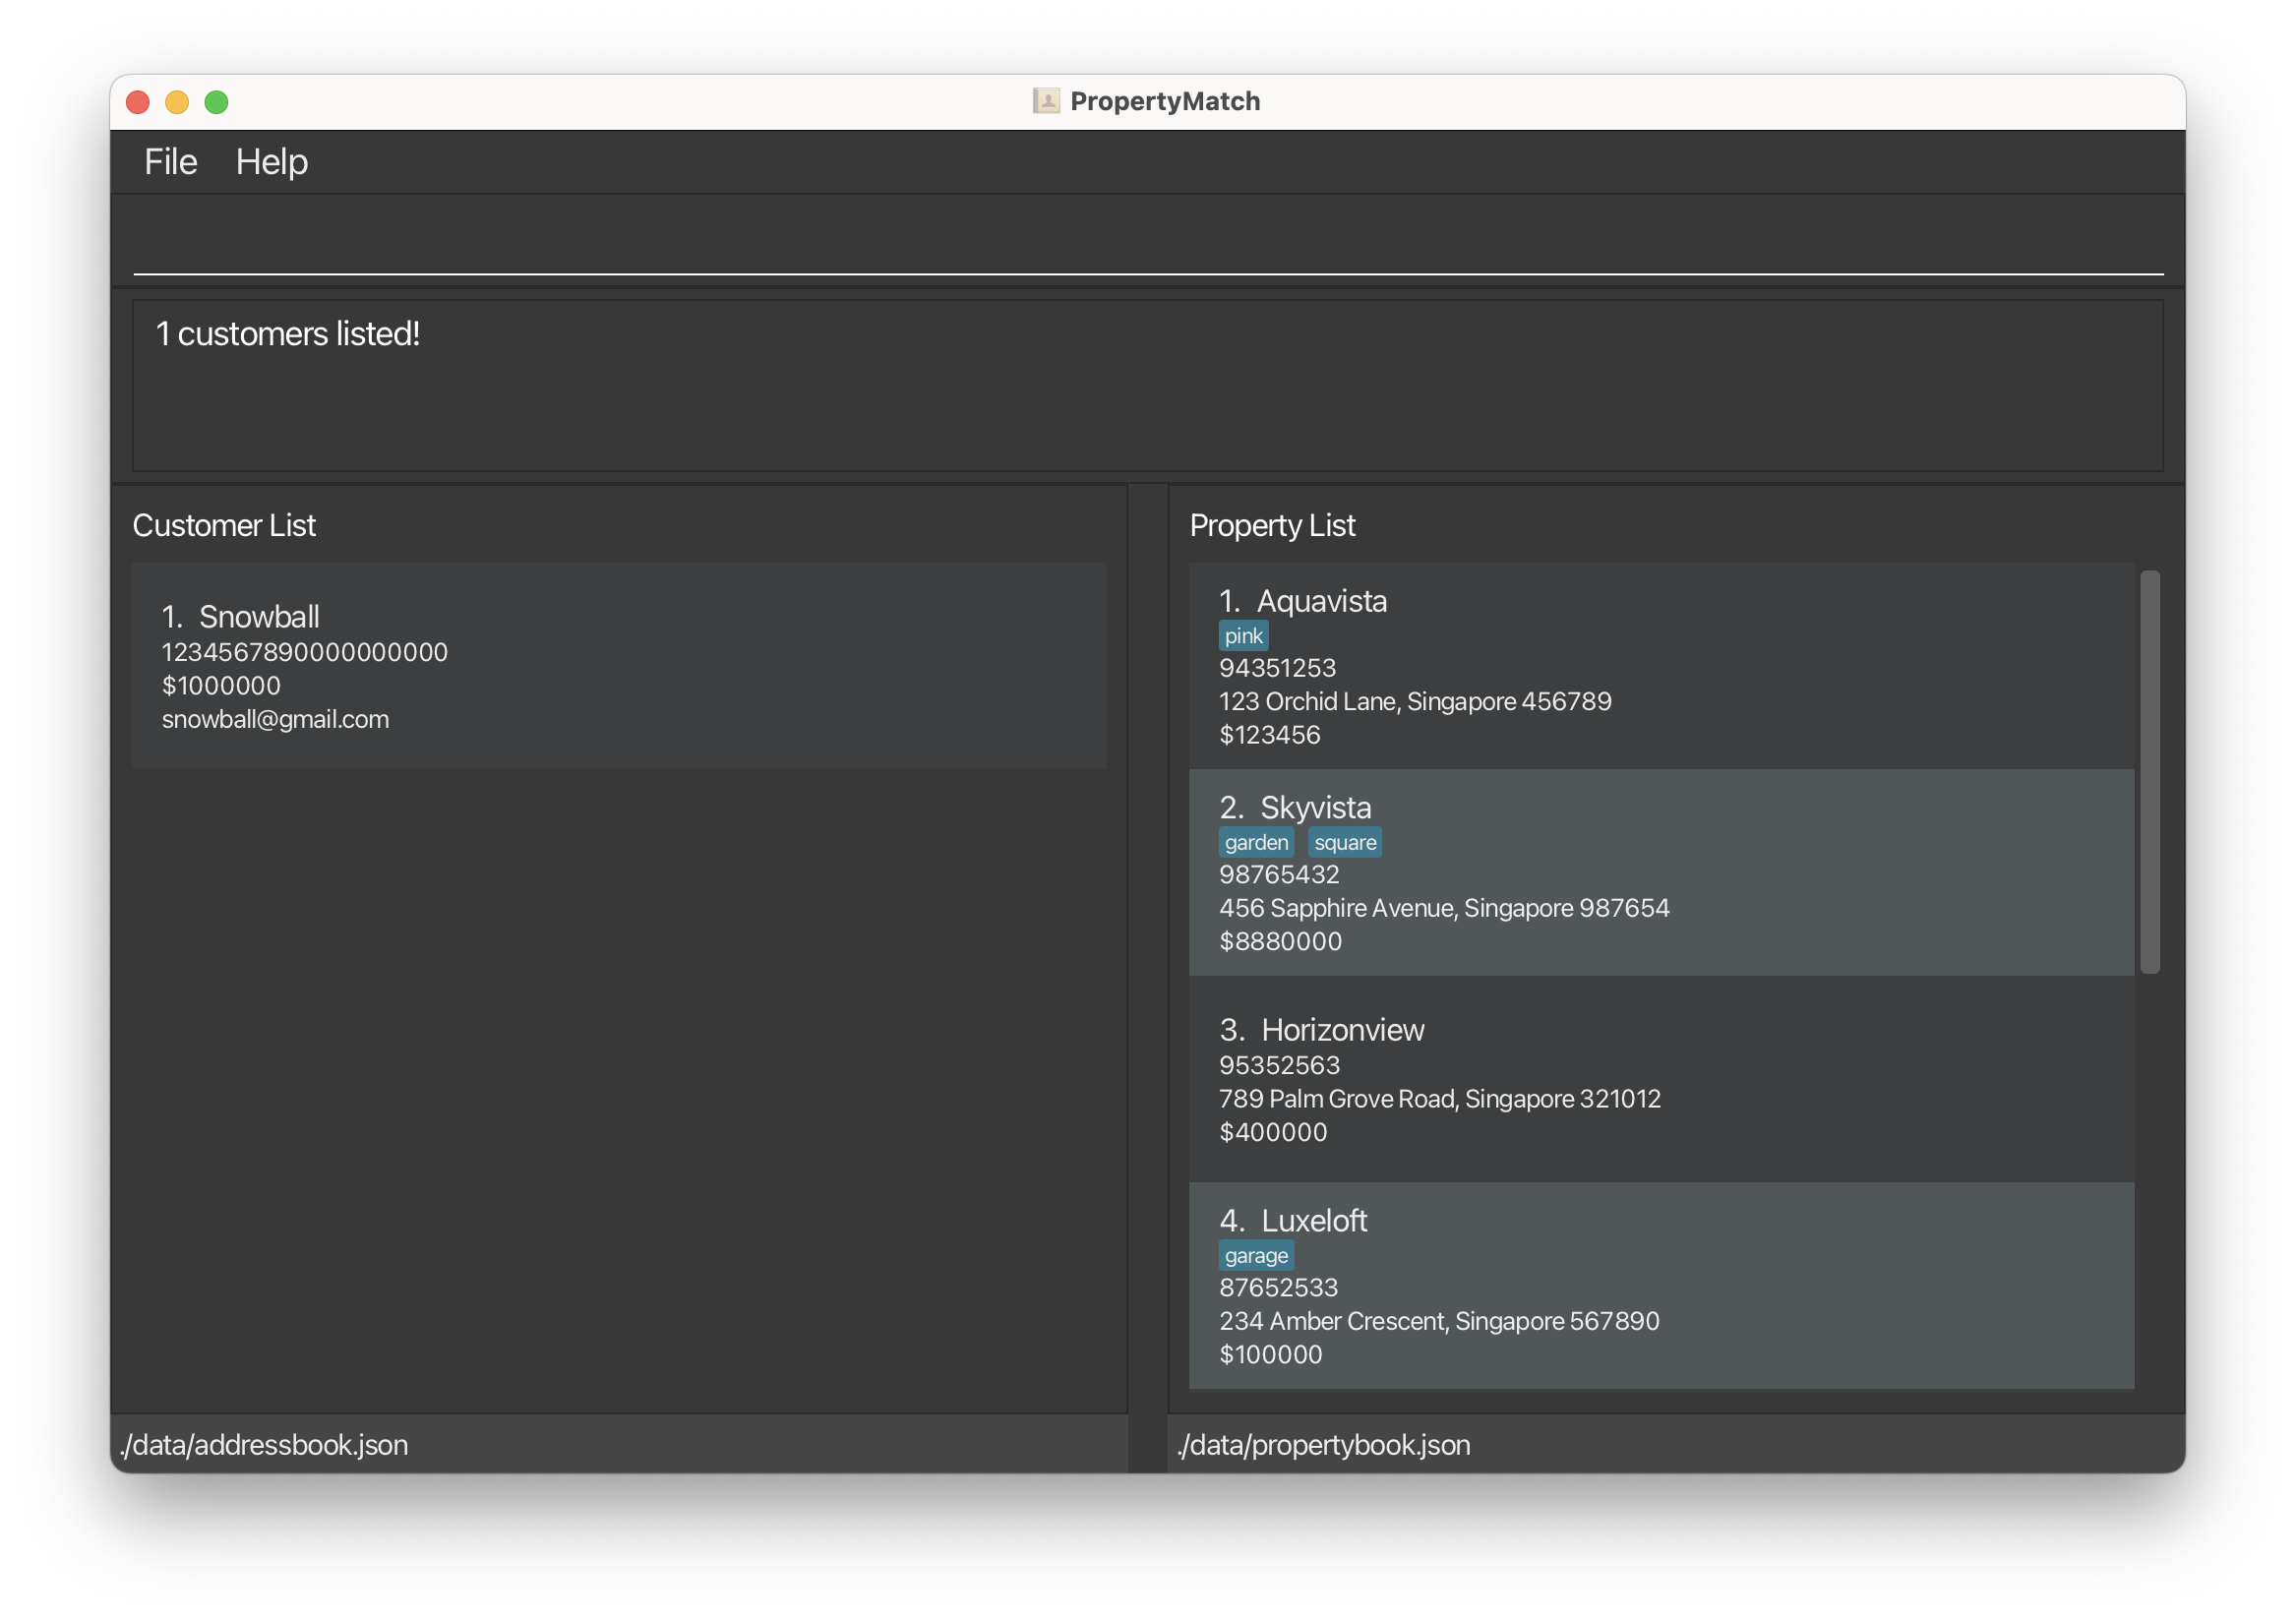 PropertyMatch
File Help
1 customers listed!
Customer List
1. Snowball
1234567890000000000
$1000000
snowball@gmail.com
Property List
1. Aquavista
pink
94351253
123 Orchid Lane, Singapore 456789
$123456
2. Skyvista
garden square
98765432
456 Sapphire Avenue, Singapore 987654
$8880000
3. Horizonview
95352563
789 Palm Grove Road, Singapore 321012
$400000
4. Luxeloft
garage
87652533
234 Amber Crescent, Singapore 567890
$100000
./data/addressbook.json
./data/propertybook.json